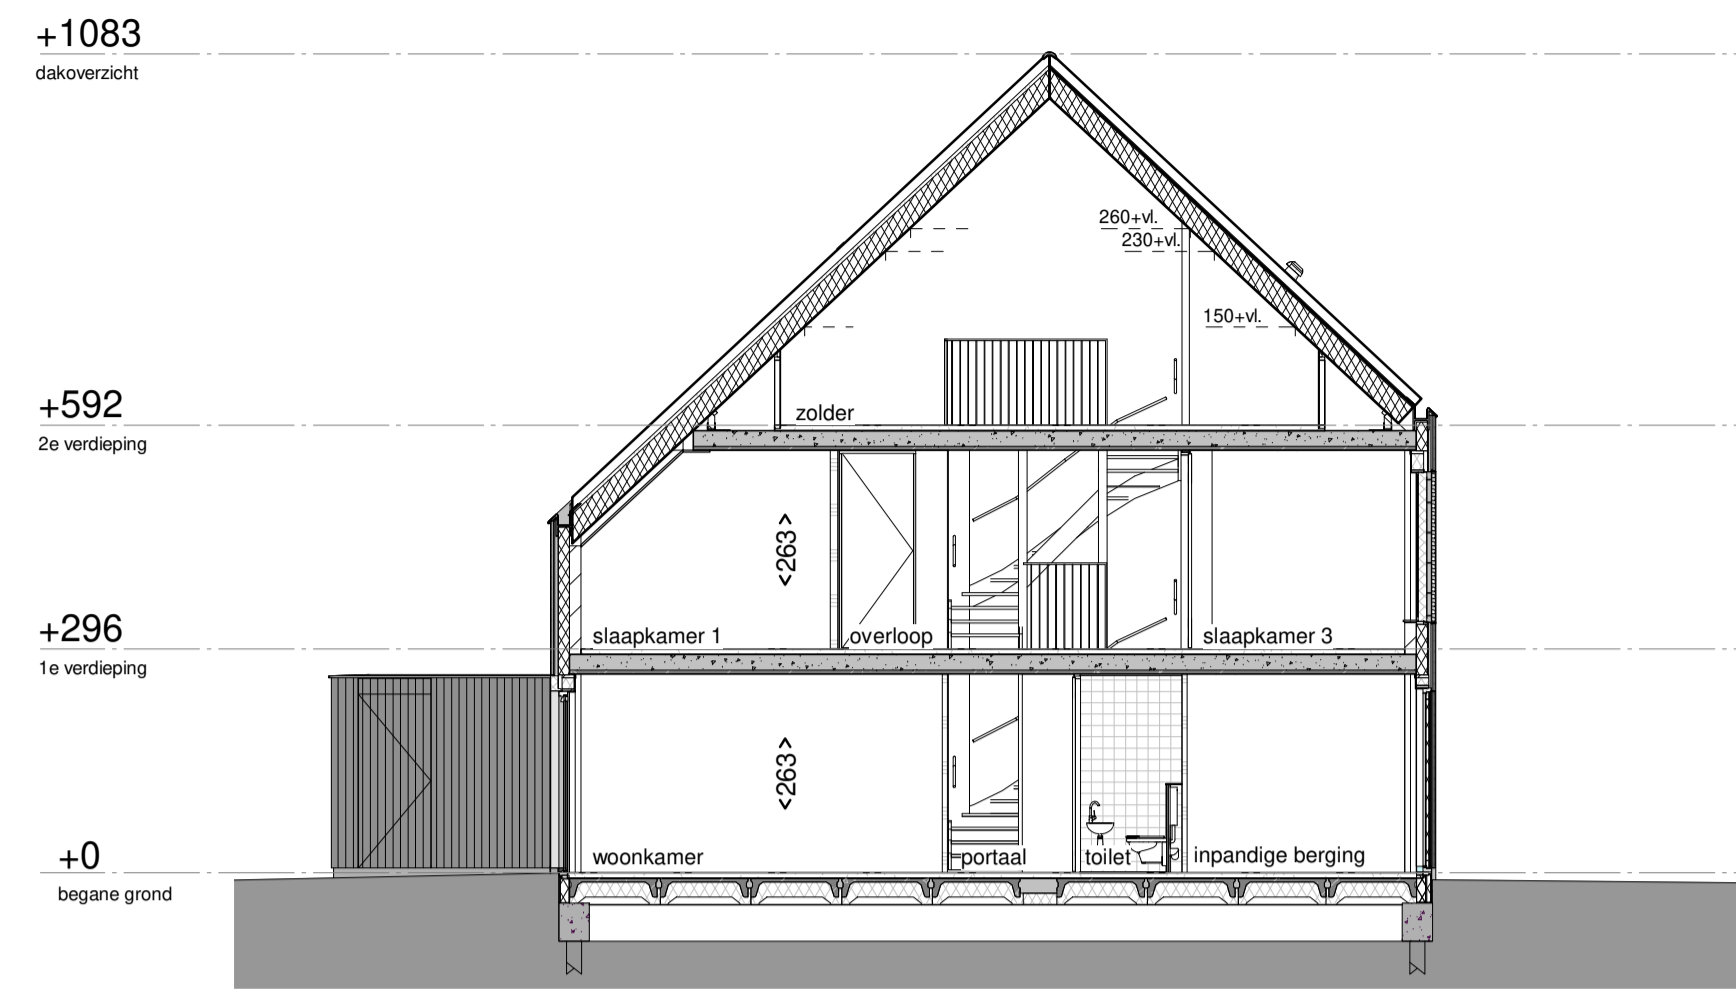 +1083
dakoverzicht
260+vl.
230+vl.
150+vl.
+592
2e verdieping
zolder
<263>
+296
1e verdieping
slaapkamer 1
overloop
slaapkamer 3
<263>
+0
begane grond
woonkamer
portaal
toilet
inpandige berging